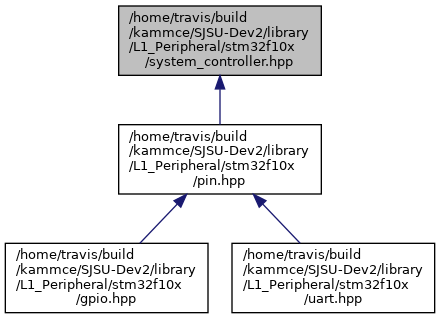 /home/travis/build
/kammce/SJSU-Dev2/library
/L1_Peripheral/stm32f10x
/system_controller.hpp
/home/travis/build
/kammce/SJSU-Dev2/library
/L1_Peripheral/stm32f10x
/pin.hpp
/home/travis/build
/kammce/SJSU-Dev2/library
/L1_Peripheral/stm32f10x
/gpio.hpp
/home/travis/build
/kammce/SJSU-Dev2/library
/L1_Peripheral/stm32f10x
/uart.hpp